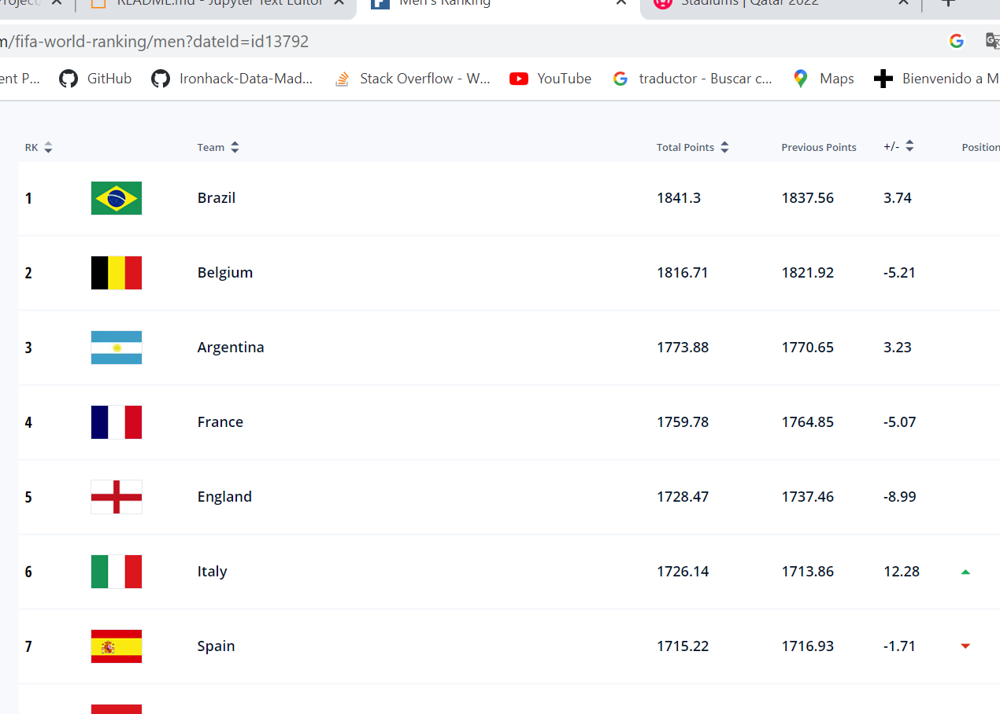 Project/ README.md - Jupyter Text Editor Men's Ranking Stadiums | Qatar 2022
m/fifa-world-ranking/men?dateId=id13792
ent P... GitHub Ironhack-Data-Mad... Stack Overflow - W... YouTube traductor - Buscar c... Maps Bienvenido a M
RK Team Total Points Previous Points +/- Position
1 Brazil 1841.3 1837.56 3.74
2 Belgium 1816.71 1821.92 -5.21
3 Argentina 1773.88 1770.65 3.23
4 France 1759.78 1764.85 -5.07
5 England 1728.47 1737.46 -8.99
6 Italy 1726.14 1713.86 12.28
7 Spain 1715.22 1716.93 -1.71